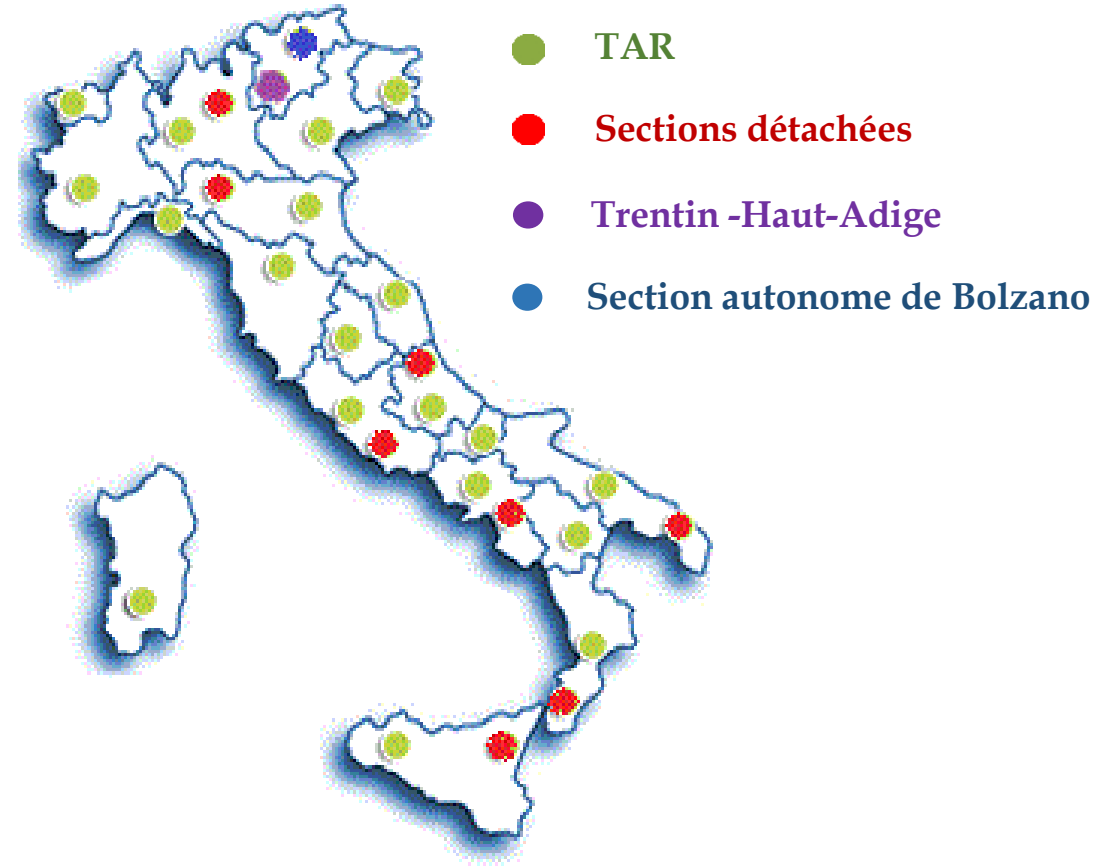 TAR
Sections détachées
Trentin -Haut-Adige
Section autonome de Bolzano